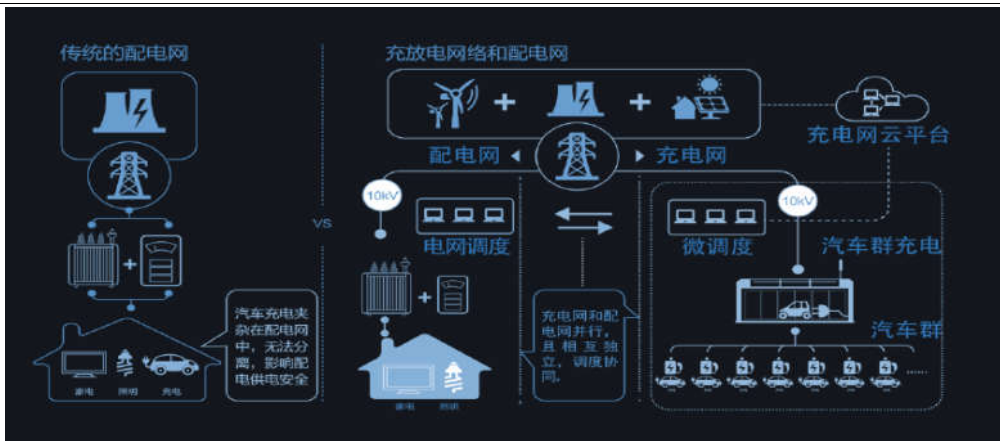 传统的配电网
充放电网络和配电网
充电网云平台
配电网
充电网
10kV
10kV
VS
电网调度
微调度
汽车群充电
汽车群
汽车充电夹
杂在配电网
中，无法分
离，影响配
电供电安全
充电网和配
电网并行，
且相互独
立，调度协
同。
家电 照明 充电
家电 照明